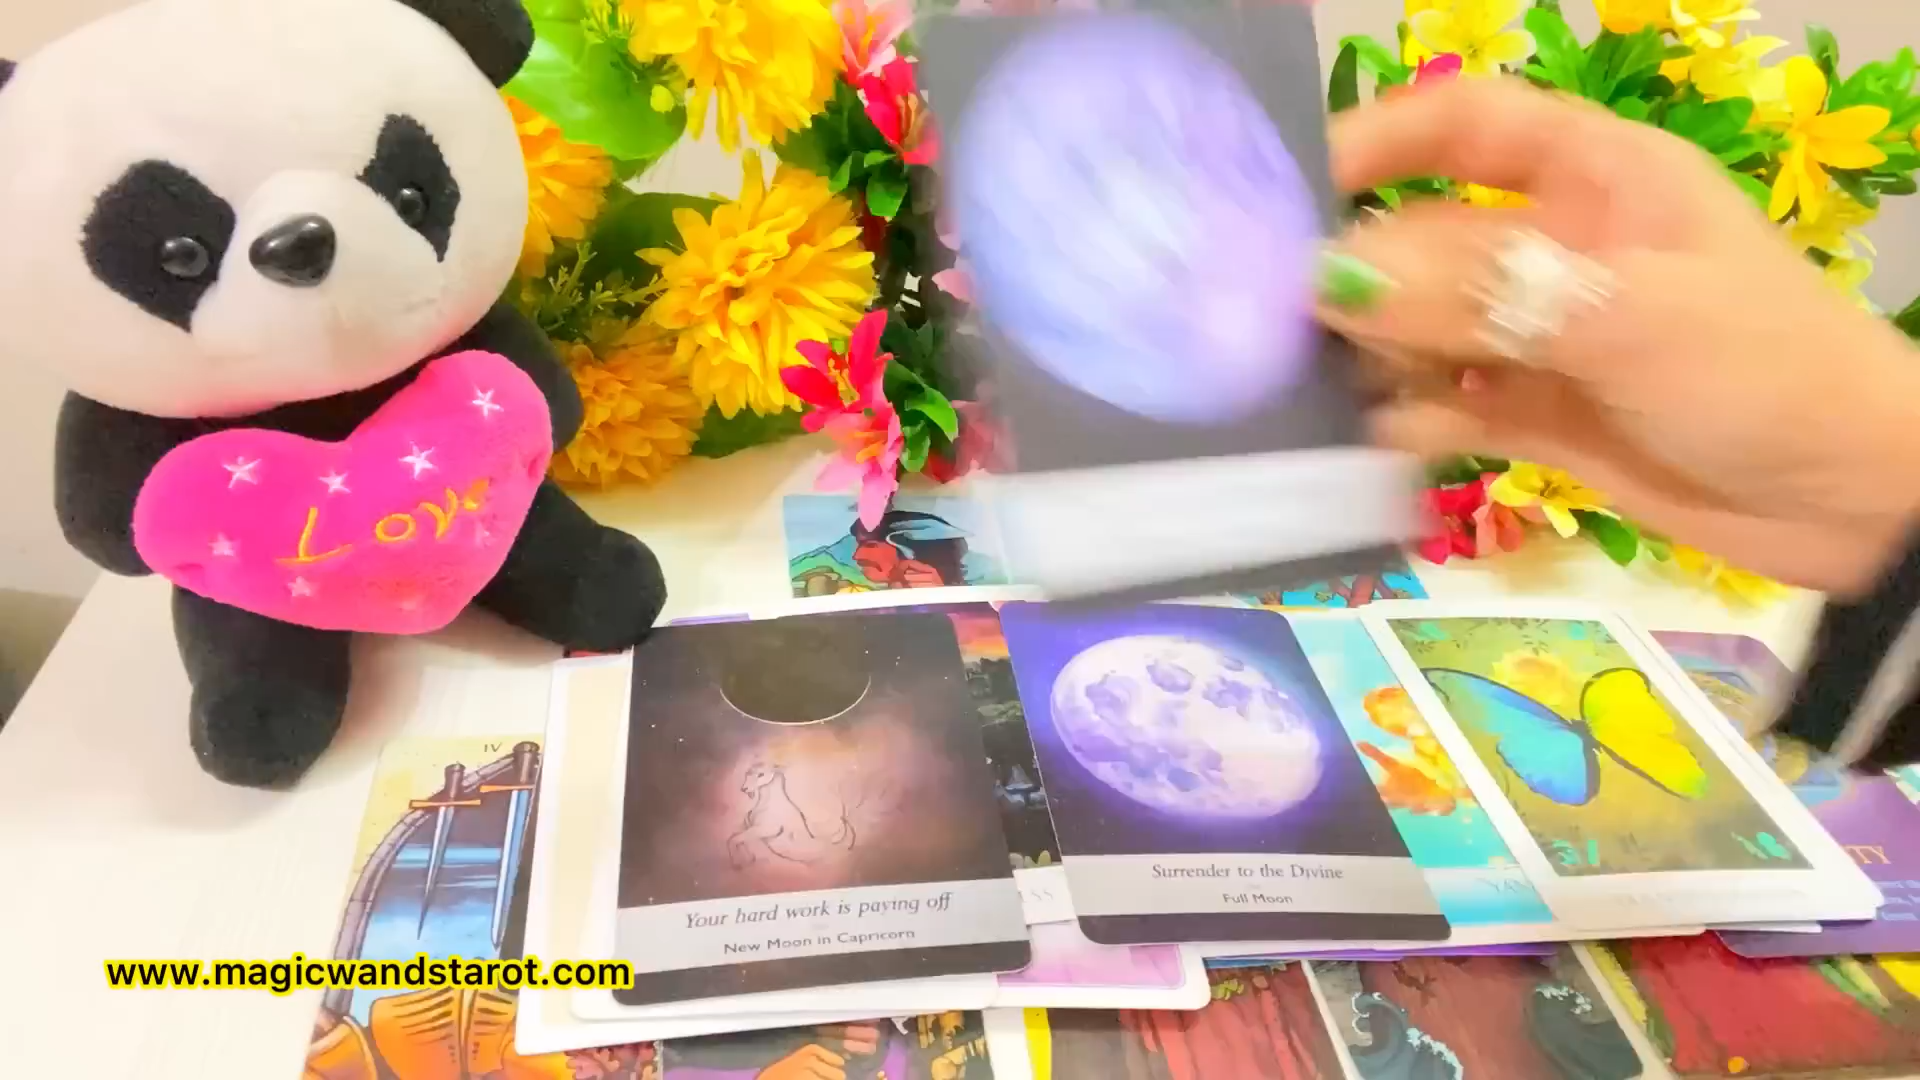 Love
IV
Your hard work is paying off
New Moon in Capricorn
Surrender to the Divine
Full Moon
www.magicwandstarot.com